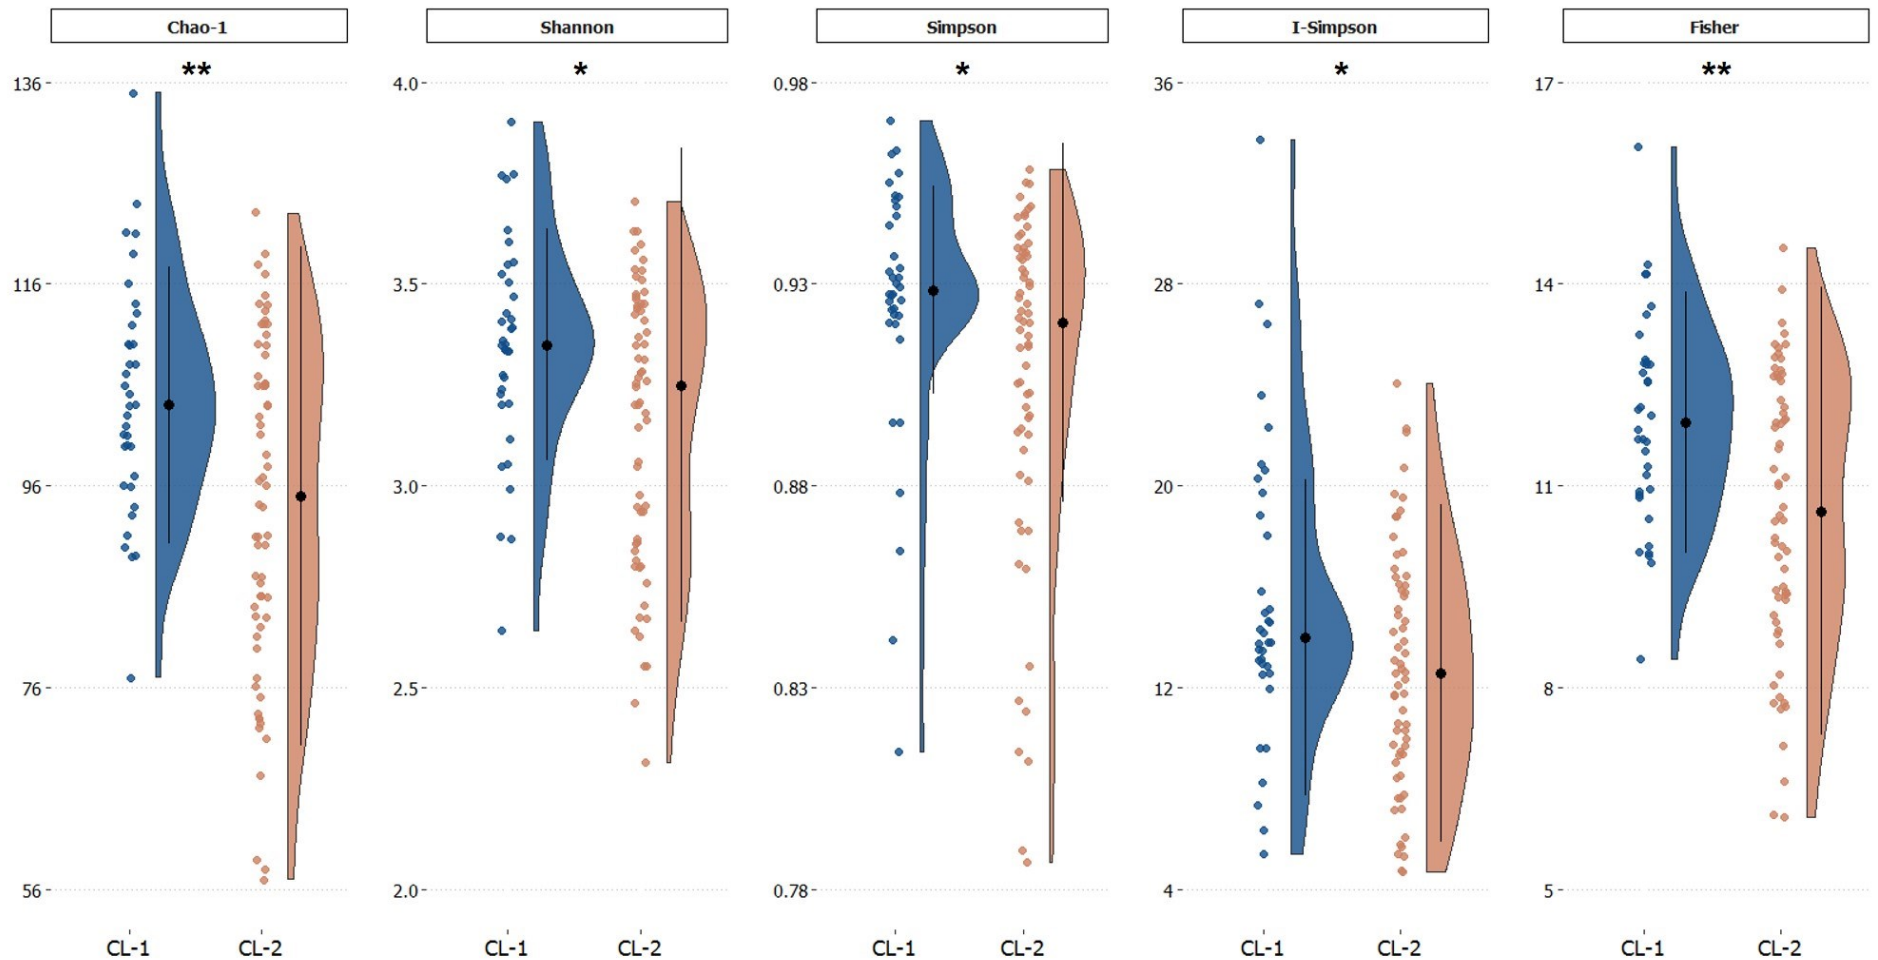 Chao-1 Shannon Simpson I-Simpson Fisher
** * * * **
136 4.0 0.98 36 17
116 3.5 0.93 28 14
96 3.0 0.88 20 11
76 2.5 0.83 12 8
56 2.0 0.78 4 5
CL-1 CL-2 CL-1 CL-2 CL-1 CL-2 CL-1 CL-2 CL-1 CL-2